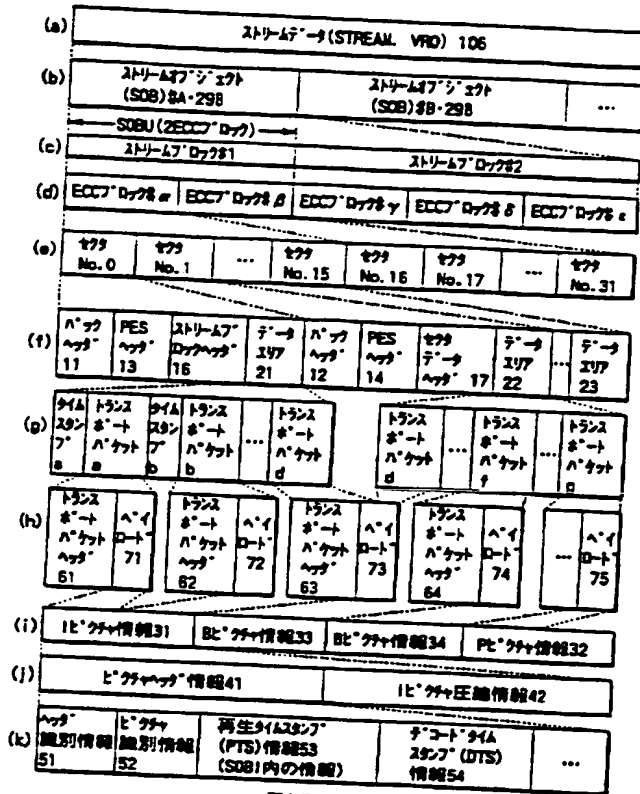 (a) ストリームデータ(STREAM. VRO) 106
(b) ストリームオブジェクト (SOB)$A・298 ストリームオブジェクト (SOB)$B・298 ...
SOBU(2ECCブロック)
(c) ストリームブロック$1 ストリームブロック$2
(d) ECCブロック$ α ECCブロック$ β ECCブロック$ γ ECCブロック$ δ ECCブロック$ ε
(e) セクタ No.0 セクタ No.1 ... セクタ No.15 セクタ No.16 セクタ No.17 ... セクタ No.31
(f) パックヘッダ 11 PESヘッダ 13 ストリームブロックヘッダ 16 データエリア 21 パックヘッダ 12 PESヘッダ 14 セクタデータヘッダ 17 データエリア 22 ... データエリア 23
(g) タイムスタンプ a トランスポートパケット a タイムスタンプ b トランスポートパケット b ... トランスポートパケット d トランスポートパケット d ... トランスポートパケット f ... トランスポートパケット g
(h) トランスポートパケットヘッダ 61 ペイロード 71 トランスポートパケットヘッダ 62 ペイロード 72 トランスポートパケットヘッダ 63 ペイロード 73 トランスポートパケットヘッダ 64 ペイロード 74 ... ペイロード 75
(i) Iピクチャ情報31 Bピクチャ情報33 Bピクチャ情報34 Pピクチャ情報32
(j) ピクチャヘッダ情報41 Iピクチャ圧縮情報42
(k) ヘッダ識別情報 51 ピクチャ識別情報 52 再生タイムスタンプ (PTS)情報53 (SOBI内の情報) デコードタイムスタンプ(DTS) 情報54 ...